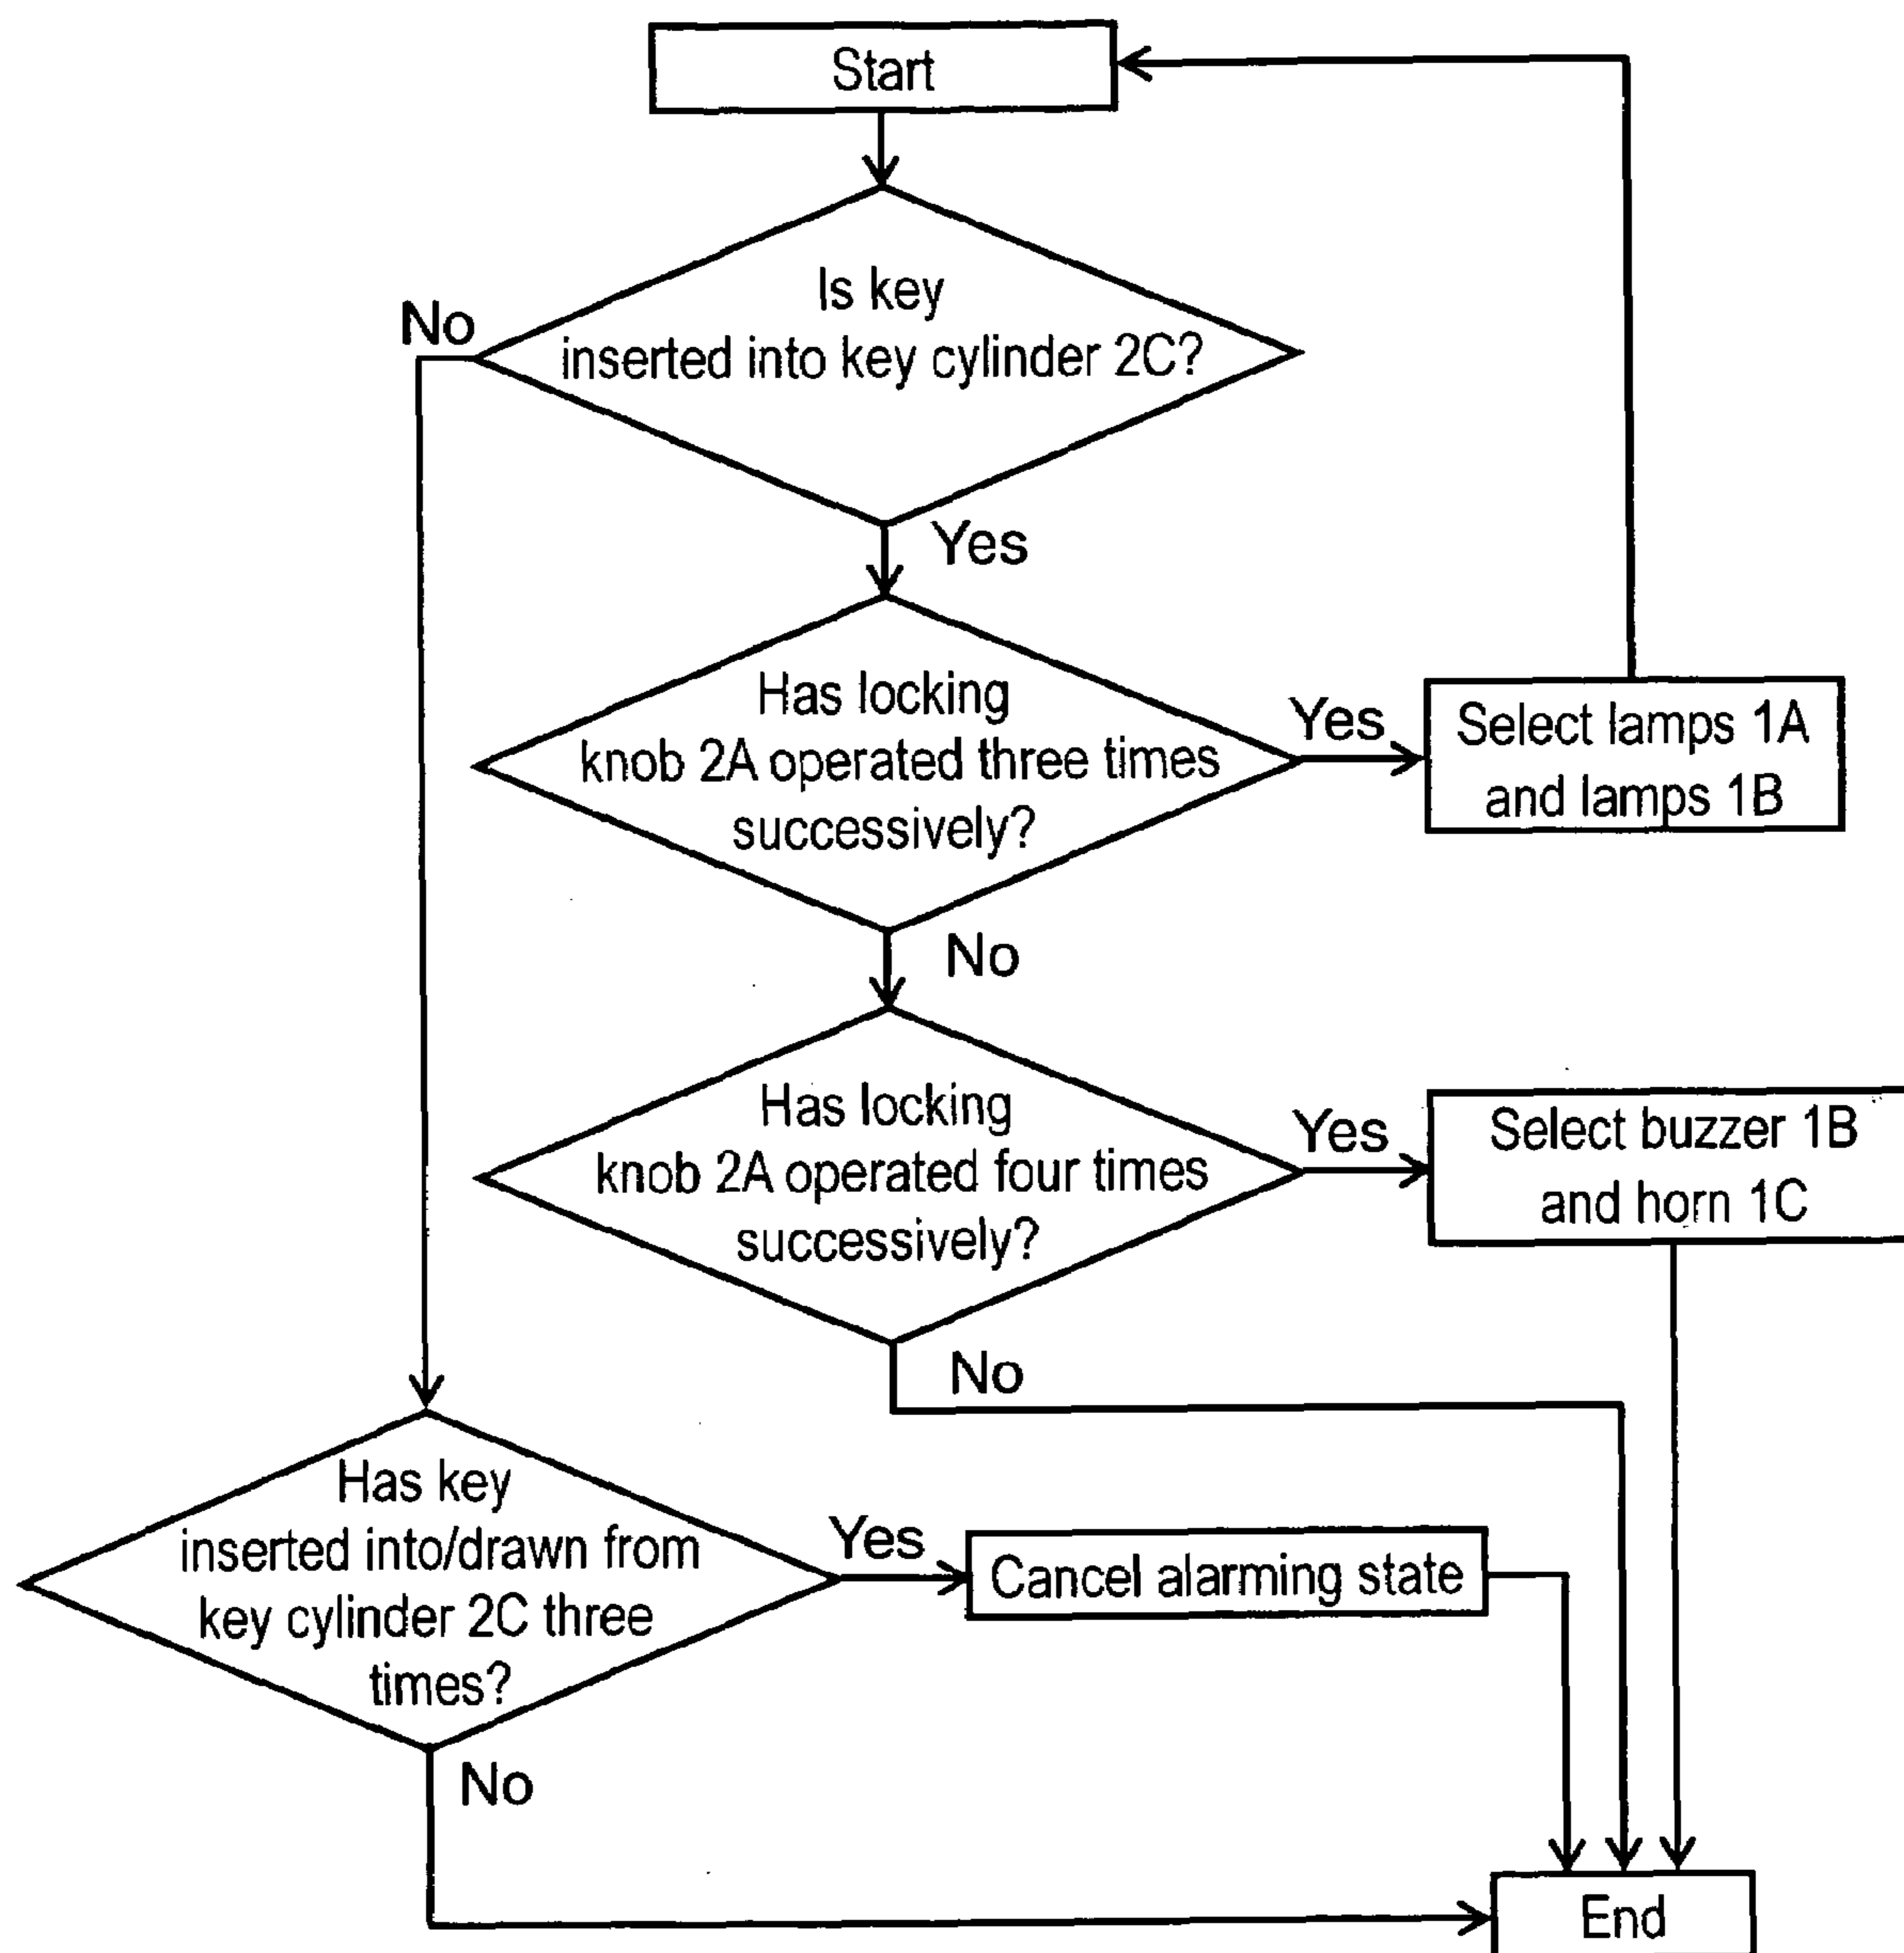 Start
Is key
inserted into key cylinder 2C?
No
Yes
Has locking
knob 2A operated three times
successively?
Yes
Select lamps 1A
and lamps 1B
No
Has locking
knob 2A operated four times
successively?
Yes
Select buzzer 1B
and horn 1C
No
Has key
inserted into/drawn from
key cylinder 2C three
times?
Yes
Cancel alarming state
No
End